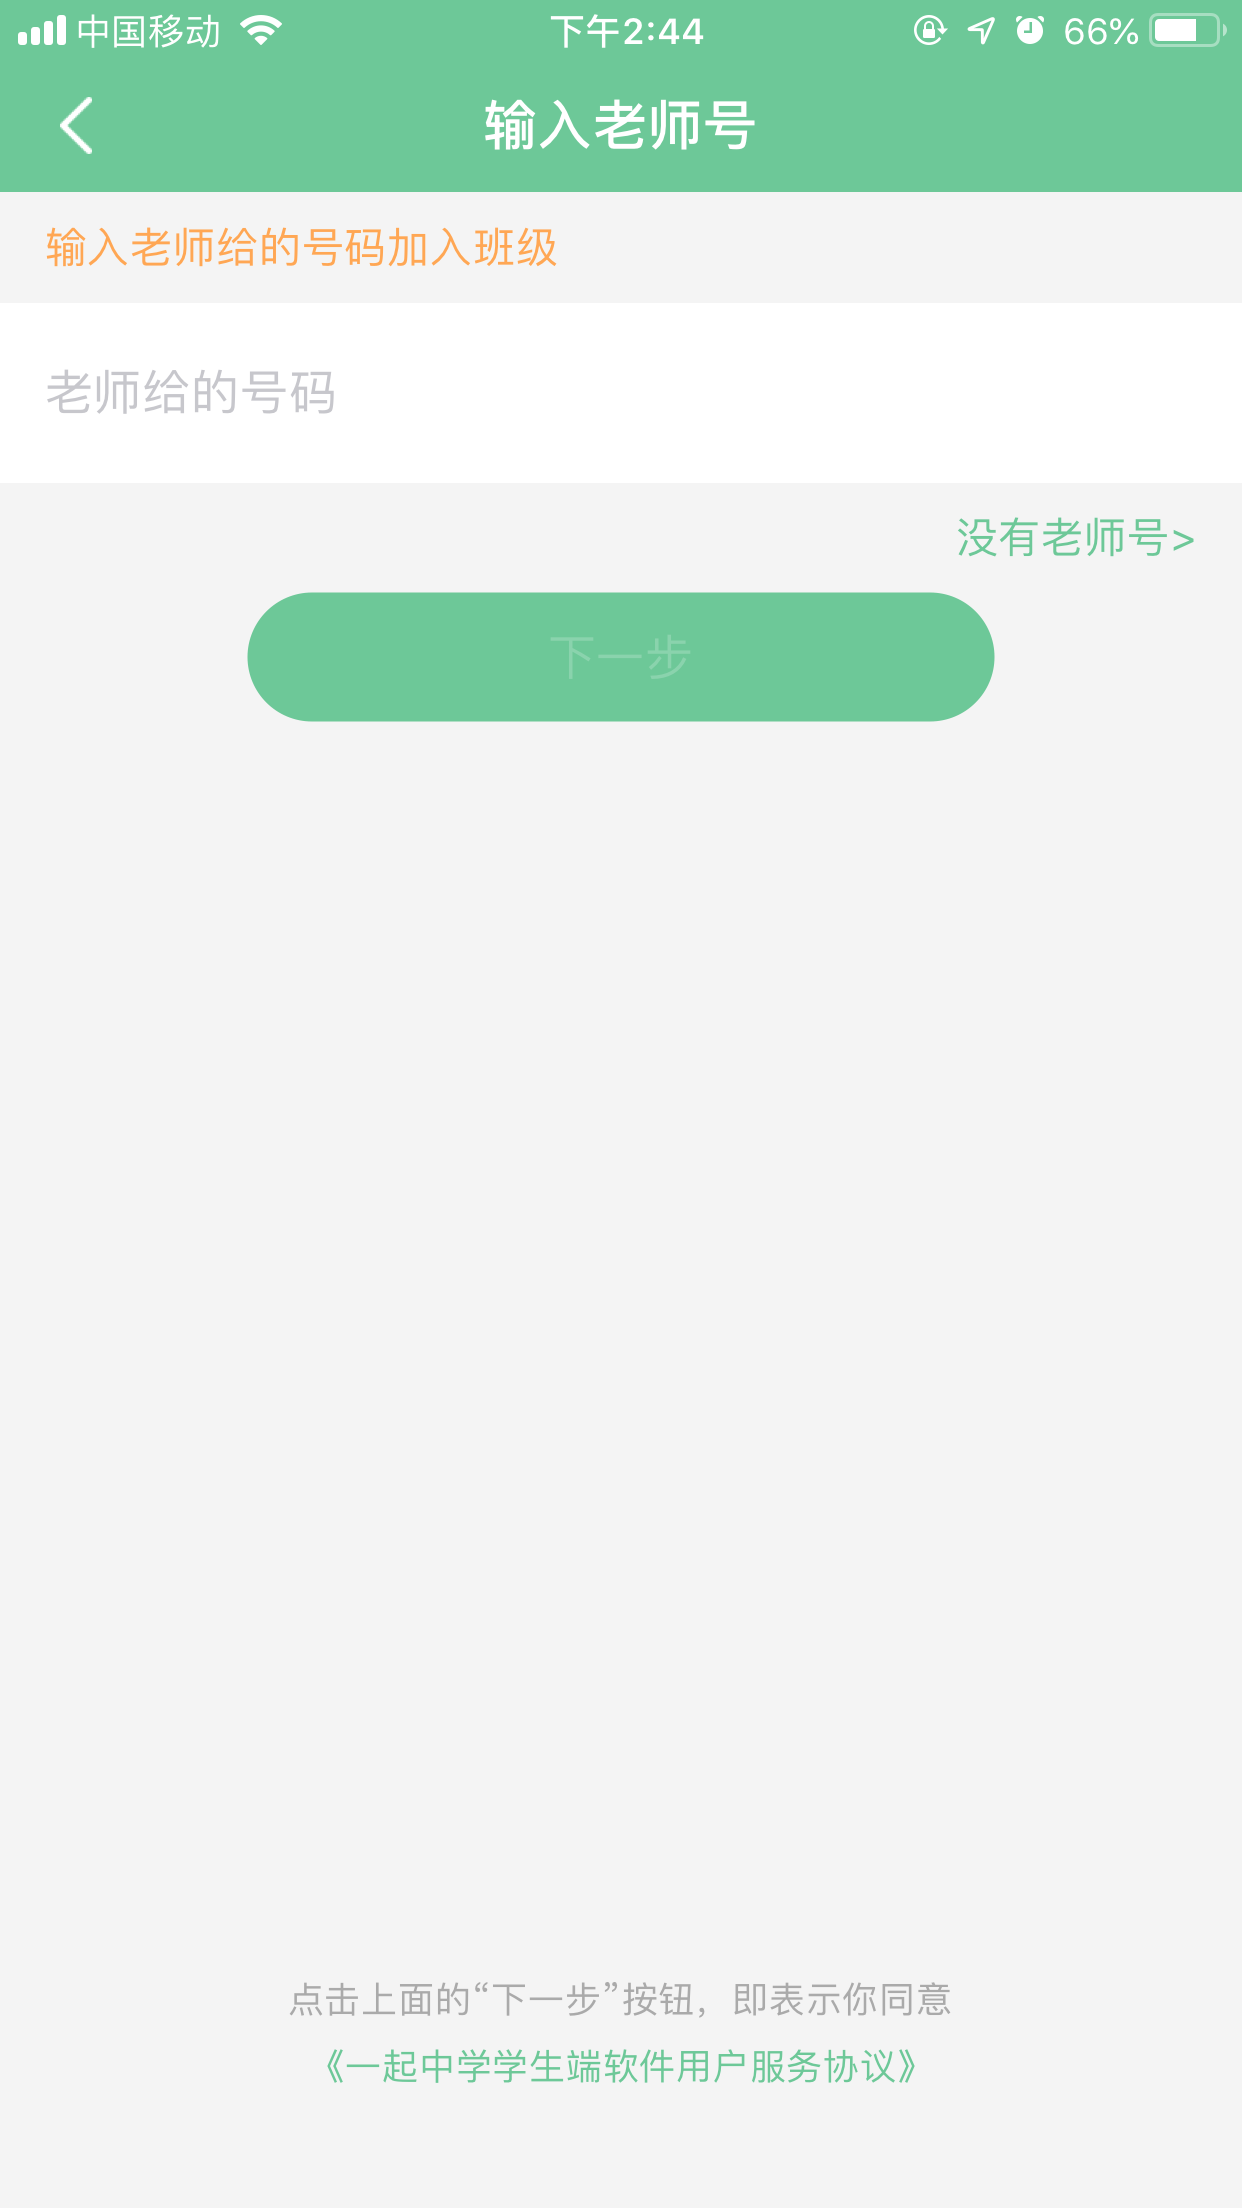 中国移动 下午2:44 66%
输入老师号
输入老师给的号码加入班级
老师给的号码
没有老师号>
下一步
点击上面的“下一步”按钮，即表示你同意
《一起中学学生端软件用户服务协议》